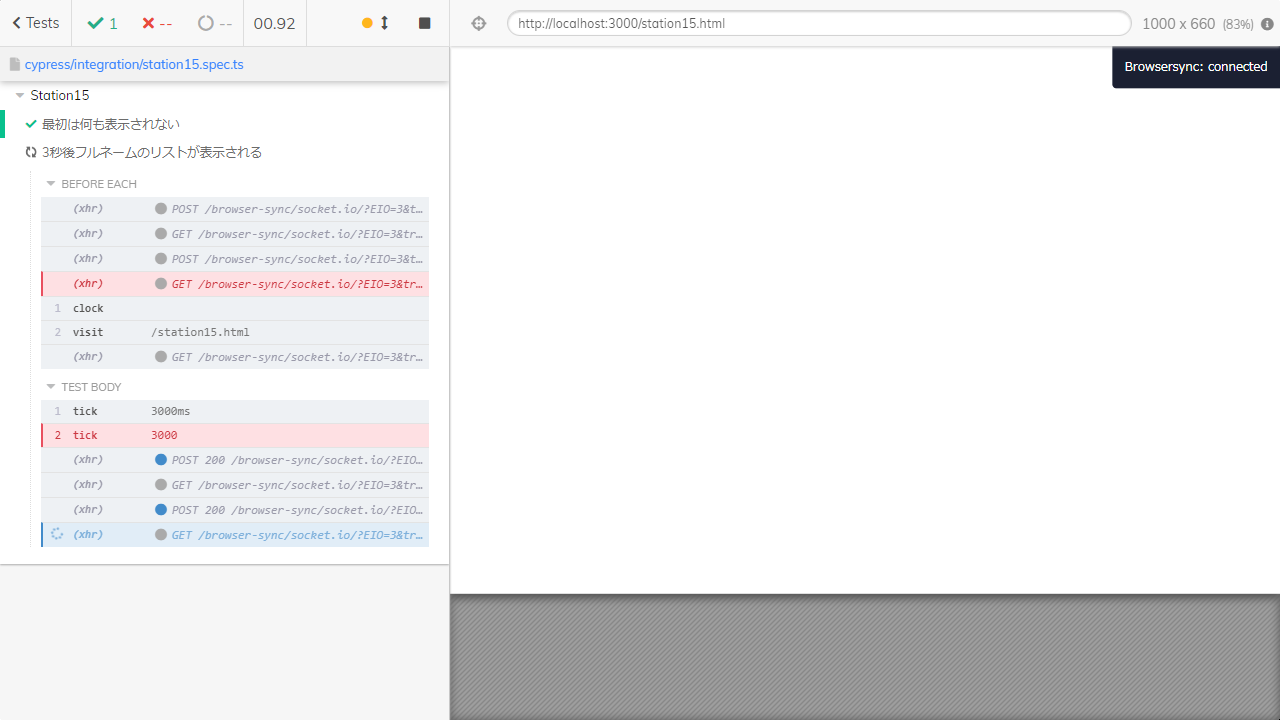 Tests 1 -- -- 00.92
http://localhost:3000/station15.html 1000 x 660 (83%)
cypress/integration/station15.spec.ts
Browsersync: connected
Station15
最初は何も表示されない
3秒後フルネームのリストが表示される
BEFORE EACH
(xhr) POST /browser-sync/socket.io/?EIO=3&tr…
(xhr) GET /browser-sync/socket.io/?EIO=3&tr…
(xhr) POST /browser-sync/socket.io/?EIO=3&t…
(xhr) GET /browser-sync/socket.io/?EIO=3&tr…
1 clock
2 visit /station15.html
(xhr) GET /browser-sync/socket.io/?EIO=3&tr…
TEST BODY
1 tick 3000ms
2 tick 3000
(xhr) POST 200 /browser-sync/socket.io/?EIO…
(xhr) GET /browser-sync/socket.io/?EIO=3&tr…
(xhr) POST 200 /browser-sync/socket.io/?EIO…
(xhr) GET /browser-sync/socket.io/?EIO=3&tr…